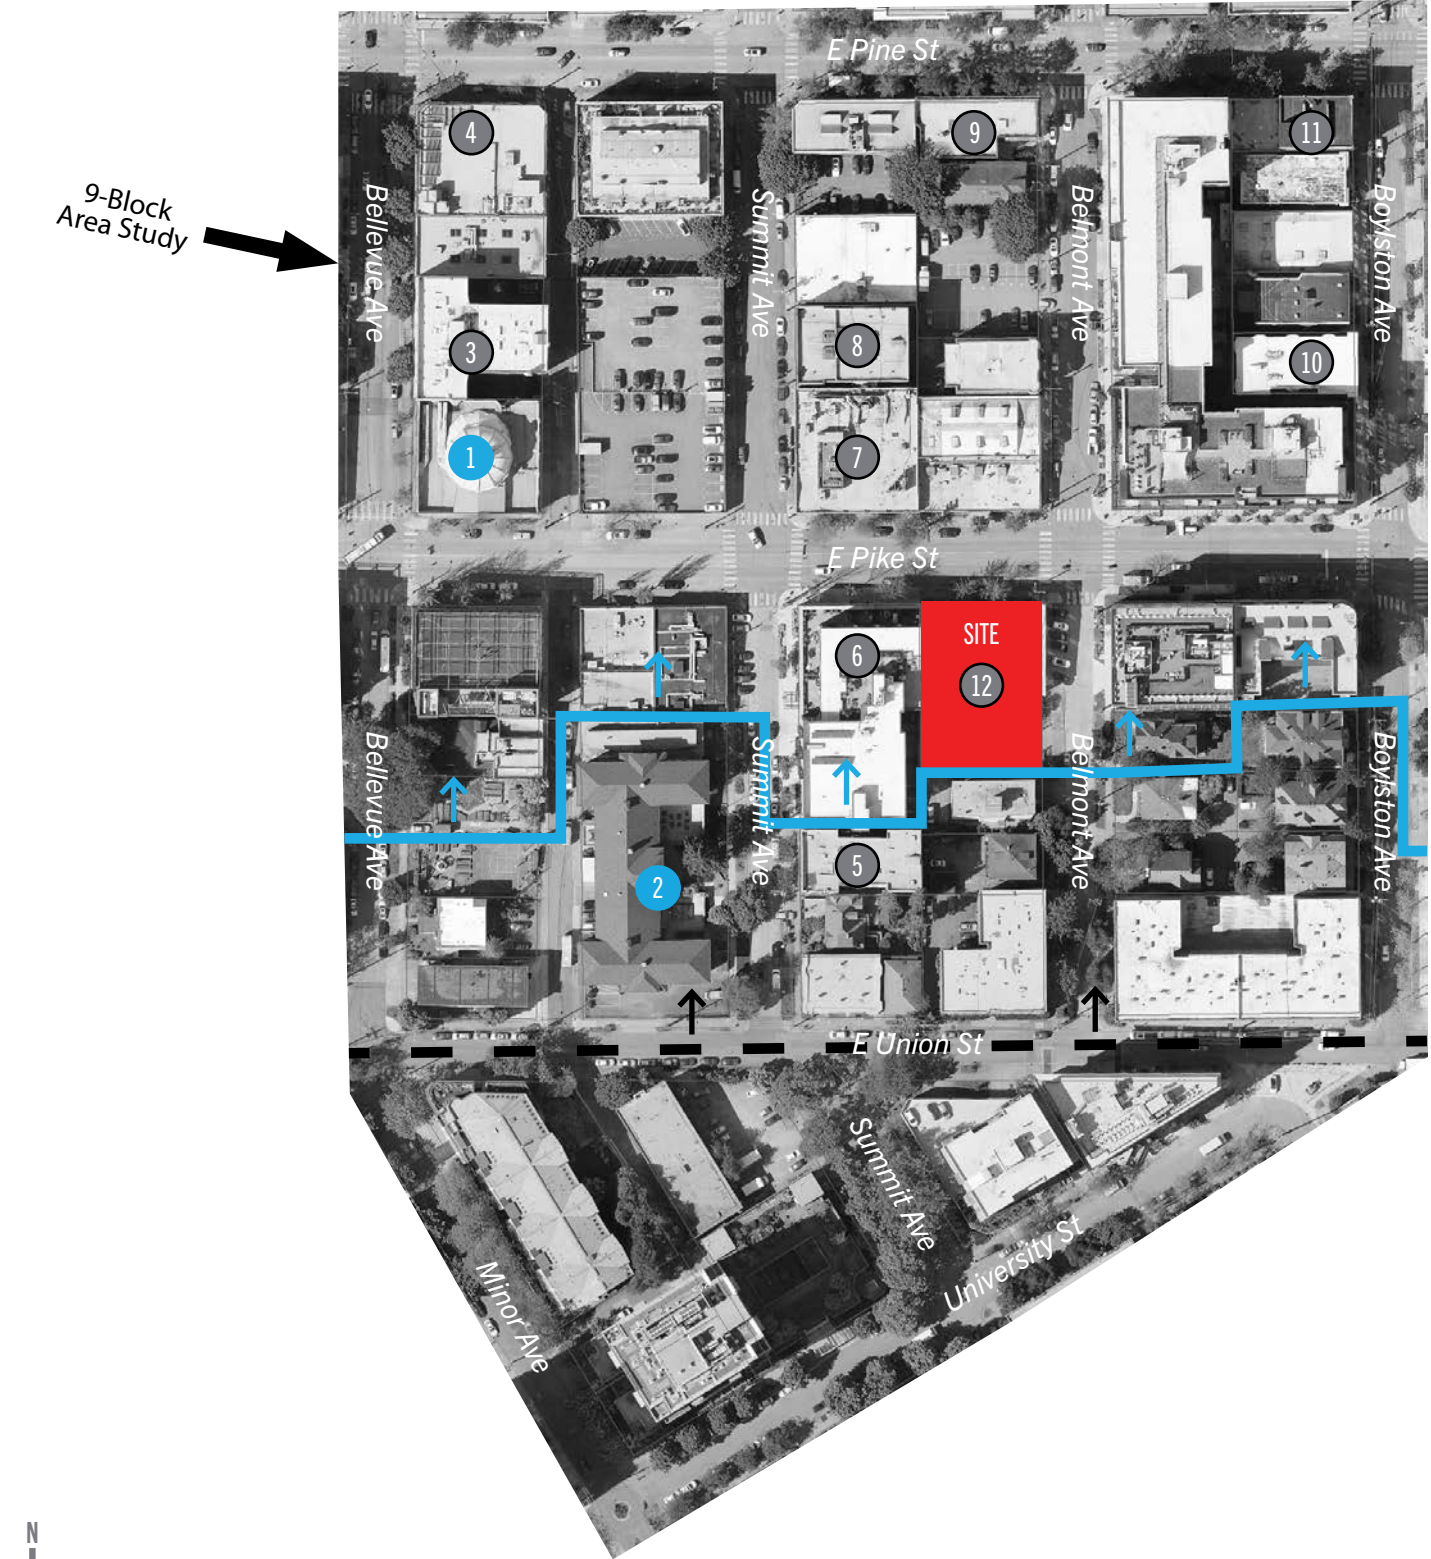 E Pine St
4
9
11
9-Block
Area Study
Bellevue Ave
Summit Ave
Belmont Ave
Boylston Ave
3
8
10
1
7
E Pike St
SITE
6
12
Bellevue Ave
Summit Ave
Belmont Ave
Boylston Ave
5
2
E Union St
Summit Ave
University St
Minor Ave
N